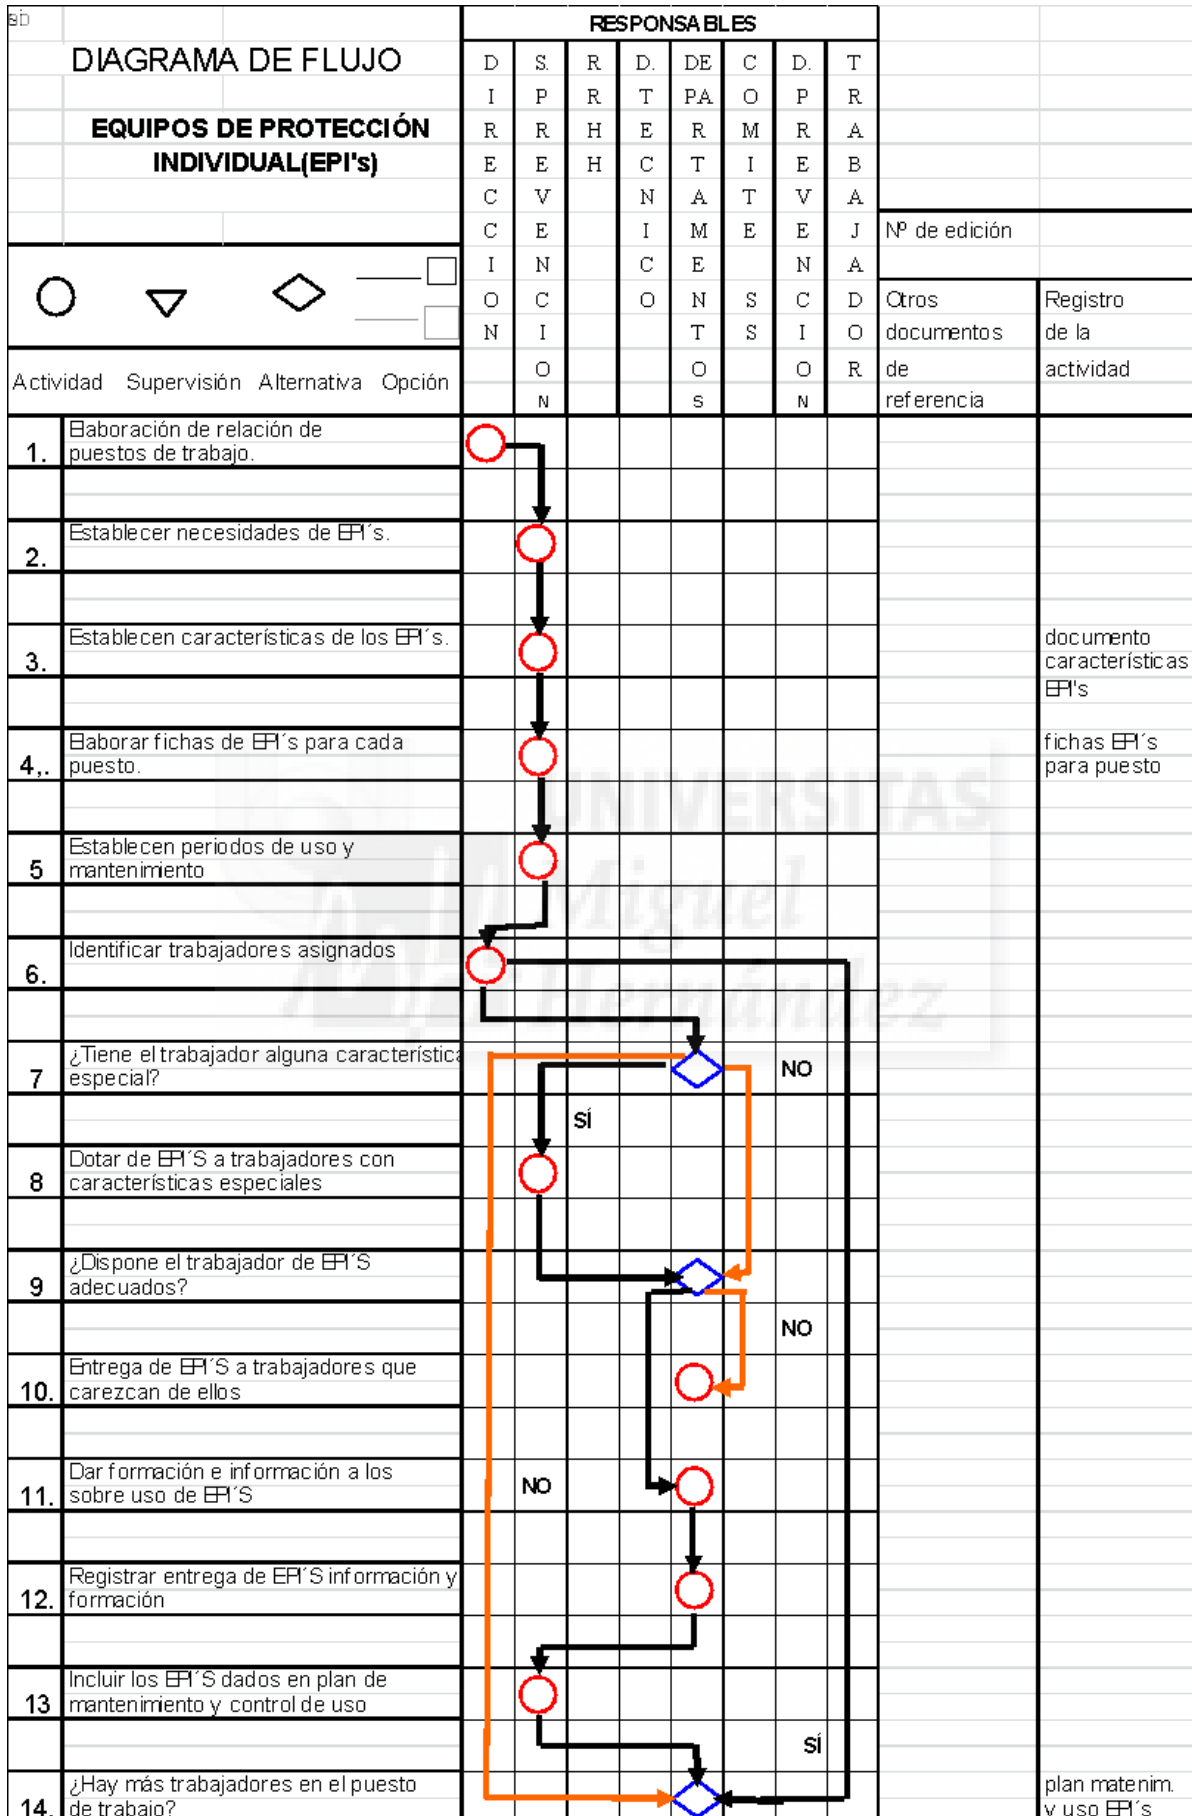 RESPONSABLES
DIAGRAMA DE FLUJO
EQUIPOS DE PROTECCIÓN
INDIVIDUAL(EPI's)
DIRECCCION
S. PREVENCION
RRHH
D. TECNICO
DEPARTAMENTOS
COMITE SS
D. PREVENCION
TRABAJADOR
Nº de edición
Otros
documentos
de
referencia
Registro
de la
actividad
Actividad Supervisión Alternativa Opción
1. Elaboración de relación de
puestos de trabajo.
2. Establecer necesidades de EPI´s.
3. Establecen características de los EPI´s.
documento
características
EPI's
4,. Elaborar fichas de EPI´s para cada
puesto.
fichas EPI´s
para puesto
UNIVERSITAS
Miguel
Hernández
5 Establecen periodos de uso y
mantenimiento
6. Identificar trabajadores asignados
7 ¿Tiene el trabajador alguna característica
especial?
NO
SÍ
8 Dotar de EPI´S a trabajadores con
características especiales
9 ¿Dispone el trabajador de EPI´S
adecuados?
NO
10. Entrega de EPI´S a trabajadores que
carezcan de ellos
11. Dar formación e información a los
sobre uso de EPI´S
NO
12. Registrar entrega de EPI´S información y
formación
13 Incluir los EPI´S dados en plan de
mantenimiento y control de uso
SÍ
14. ¿Hay más trabajadores en el puesto
de trabajo?
plan matenim.
y uso EPI´s